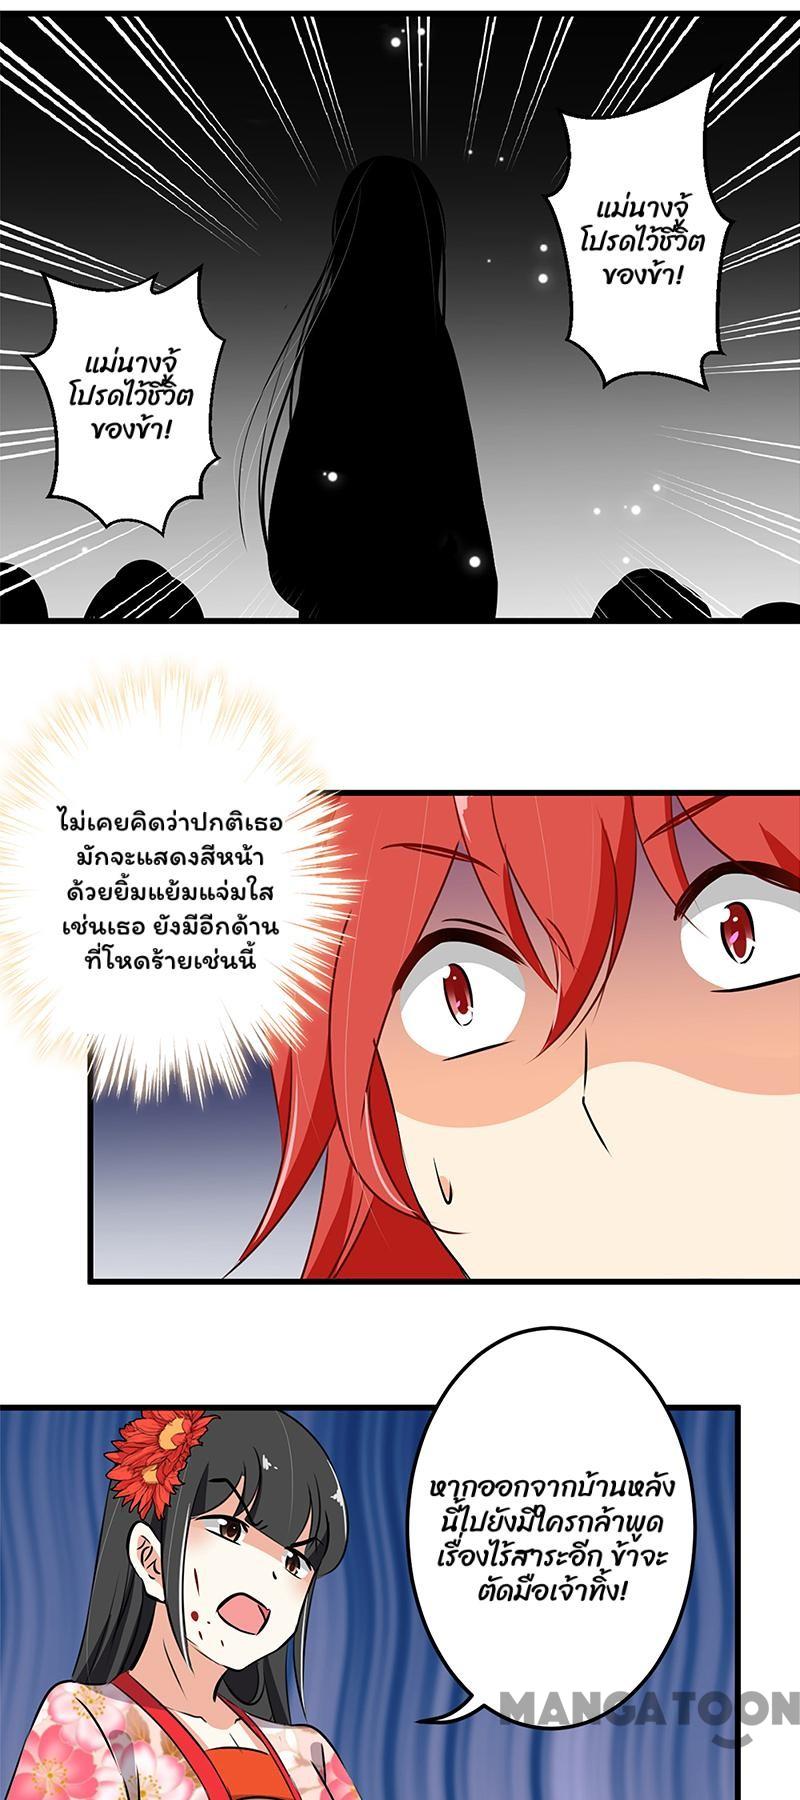 แม่นางจู้
โปรดไว้ชีวิต
ของข้า!
แม่นางจู้
โปรดไว้ชีวิต
ของข้า!
ไม่เคยคิดว่าปกติเธอ
มักจะแสดงสีหน้า
ด้วยยิ้มแย้มแจ่มใส
เช่นเธอ ยังมีอีกด้าน
ที่โหดร้ายเช่นนี้
หากออกจากบ้านหลัง
นี้ไปยังมีใครกล้าพูด
เรื่องไร้สาระอีก ข้าจะ
ตัดมือเจ้าทิ้ง!
MANGATOON